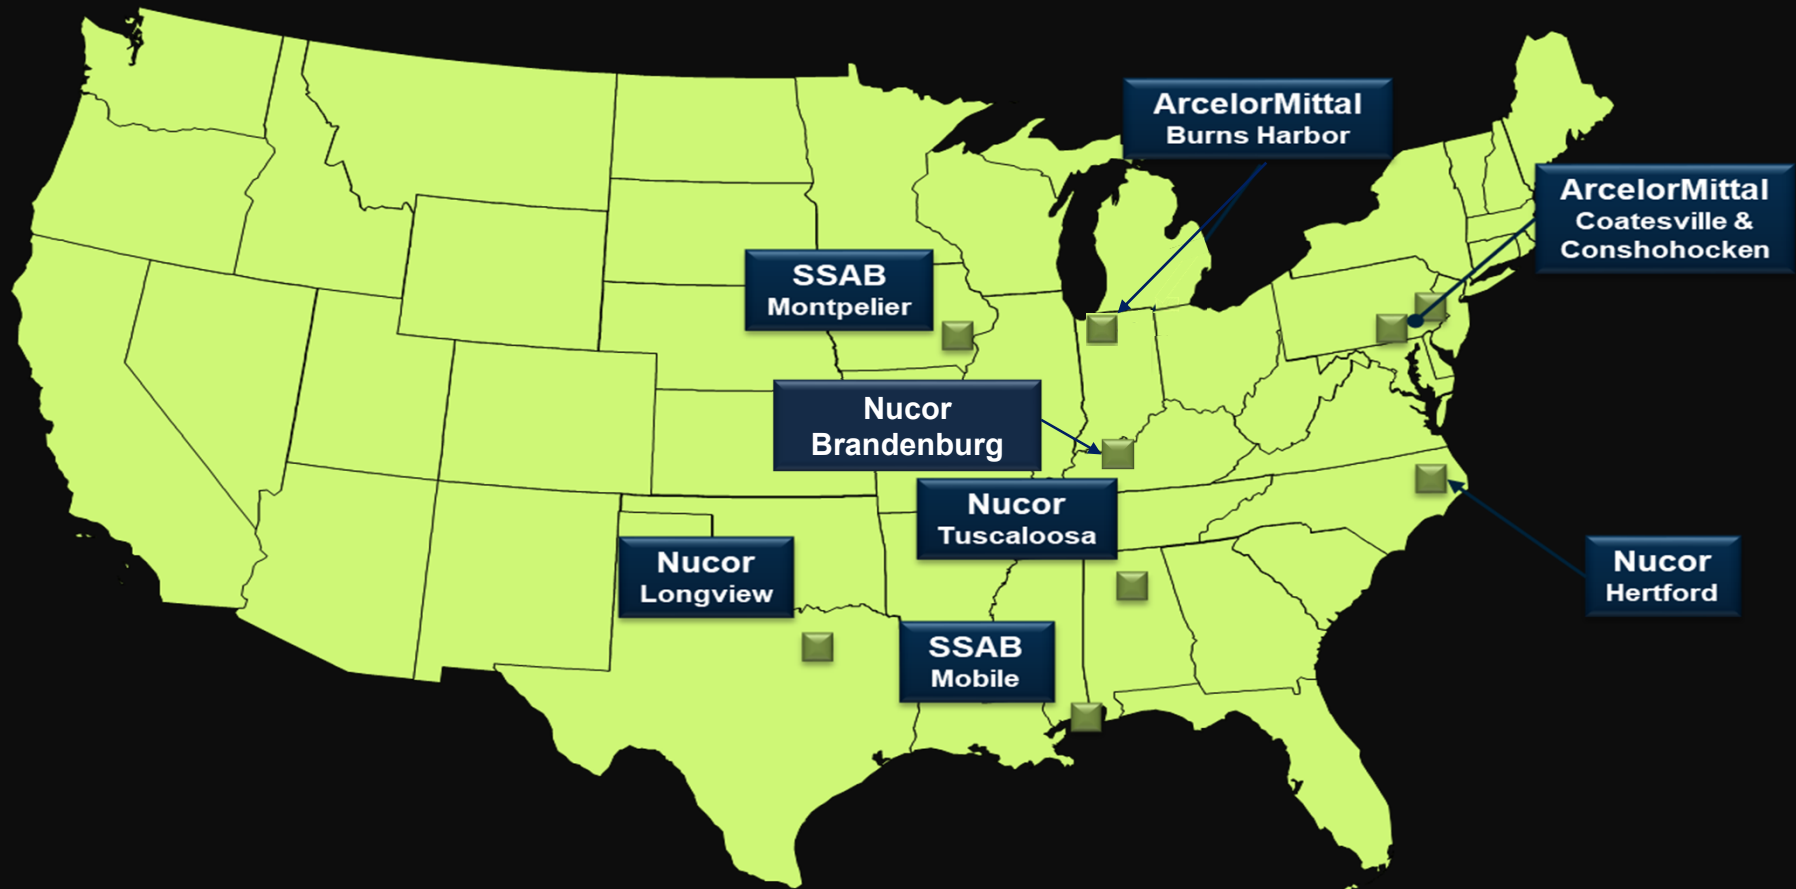 ArcelorMittal
Burns Harbor
ArcelorMittal
Coatesville &
Conshohocken
SSAB
Montpelier
Nucor
Brandenburg
Nucor
Tuscaloosa
Nucor
Longview
Nucor
Hertford
SSAB
Mobile